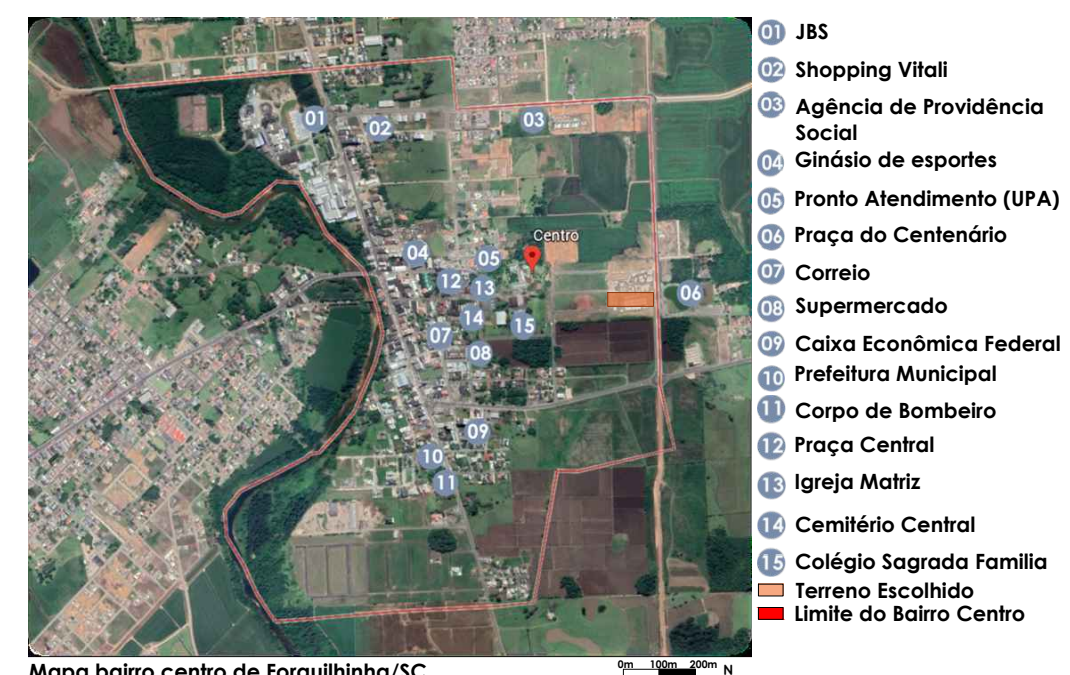 01 JBS
02 Shopping Vitali
03 Agência de Providência
Social
04 Ginásio de esportes
05 Pronto Atendimento (UPA)
06 Praça do Centenário
07 Correio
08 Supermercado
09 Caixa Econômica Federal
10 Prefeitura Municipal
11 Corpo de Bombeiro
12 Praça Central
13 Igreja Matriz
14 Cemitério Central
15 Colégio Sagrada Familia
Terreno Escolhido
Limite do Bairro Centro
01
02
03
Centro
04
05
12
13
06
14
15
07
08
09
10
11
Mapa bairro centro de Forquilhinha/SC
0m 100m 200m N